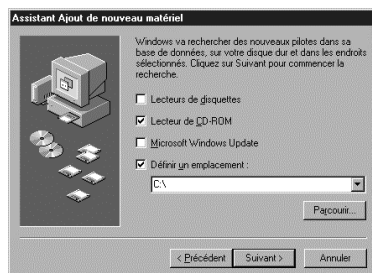 Assistant Ajout de nouveau matériel
Windows va rechercher des nouveaux pilotes dans sa
base de données, sur votre disque dur et dans les endroits
sélectionnés. Cliquez sur Suivant pour commencer la
recherche.
Lecteurs de disquettes
Lecteur de CD-ROM
Microsoft Windows Update
Définir un emplacement :
C:\
Parcourir...
< Précédent
Suivant >
Annuler